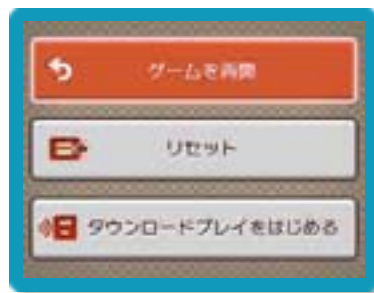 ゲームを再開
リセット
ダウンロードプレイをはじめる